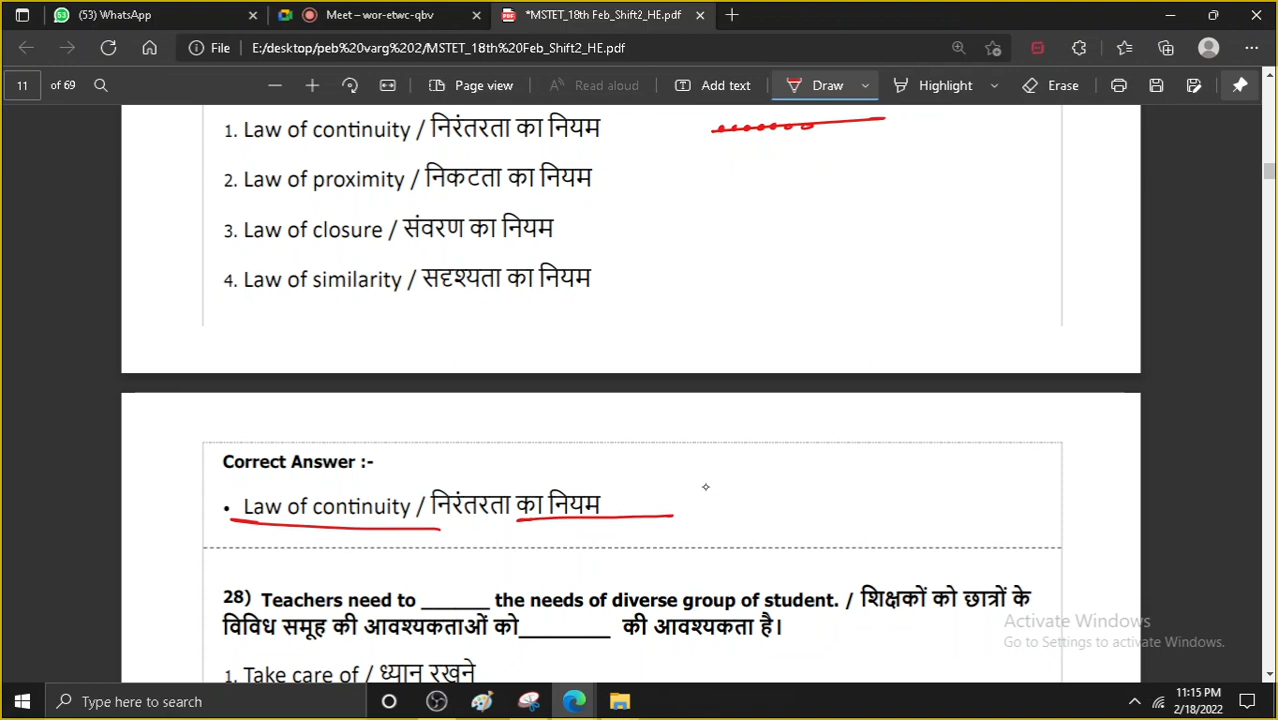 (53) WhatsApp
Meet – wor-etwc-qbv
*MSTET_18th Feb_Shift2_HE.pdf
File
E:/desktop/peb%20varg%202/MSTET_18th%20Feb_Shift2_HE.pdf
11 of 69
Page view
Read aloud
Add text
Draw
Highlight
Erase
1. Law of continuity / निरंतरता का नियम
2. Law of proximity / निकटता का नियम
3. Law of closure / संवरण का नियम
4. Law of similarity / सदृश्यता का नियम
Correct Answer :-
• Law of continuity / निरंतरता का नियम
28) Teachers need to ______ the needs of diverse group of student. / शिक्षकों को छात्रों के
विविध समूह की आवश्यकताओं को________ की आवश्यकता है।
Activate Windows
Go to Settings to activate Windows.
1. Take care of / ध्यान रखने
Type here to search
11:15 PM
2/18/2022